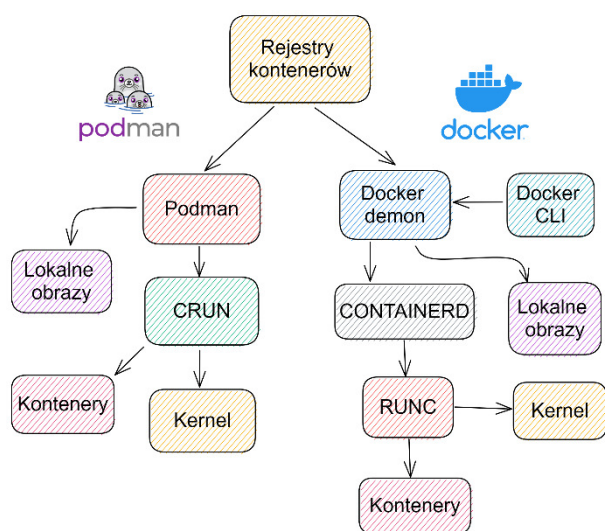 Rejestry
kontenerów
podman
docker
Podman
Docker
demon
Docker
CLI
Lokalne
obrazy
CRUN
CONTAINERD
Lokalne
obrazy
Kontenery
Kernel
RUNC
Kernel
Kontenery